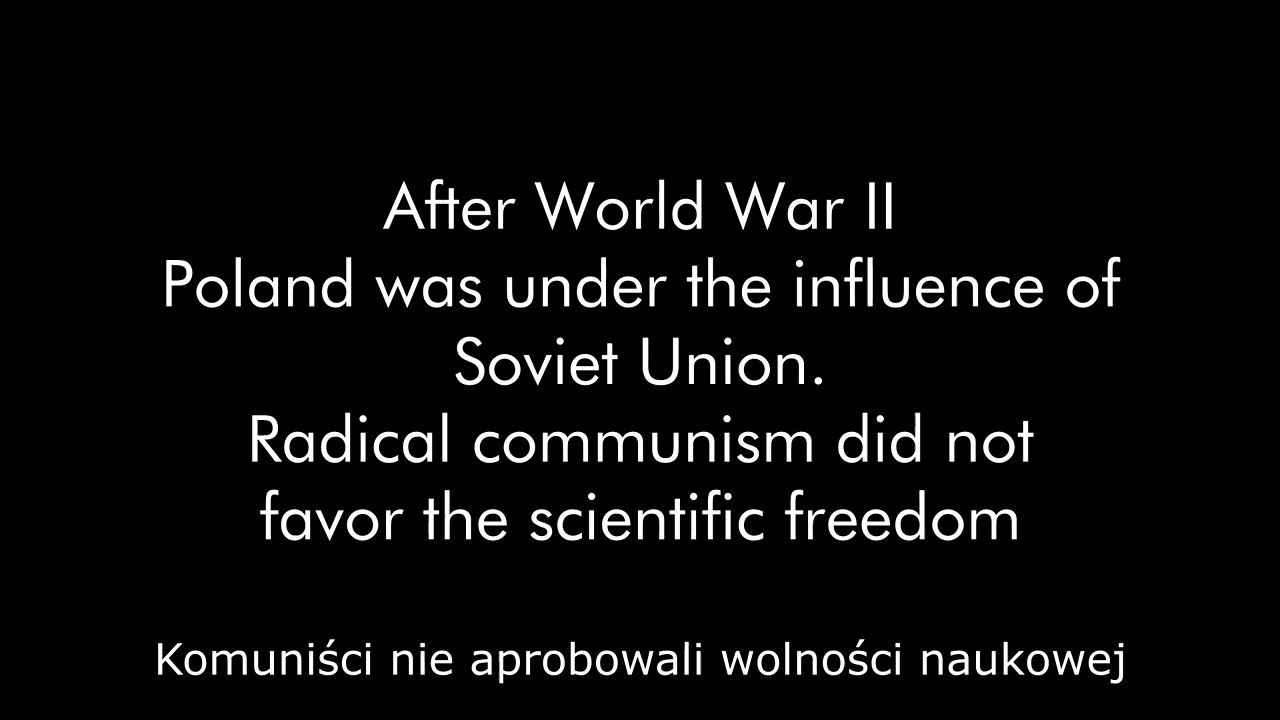 After World War II
Poland was under the influence of
Soviet Union.
Radical communism did not
favor the scientific freedom
Komuniści nie aprobowali wolności naukowej